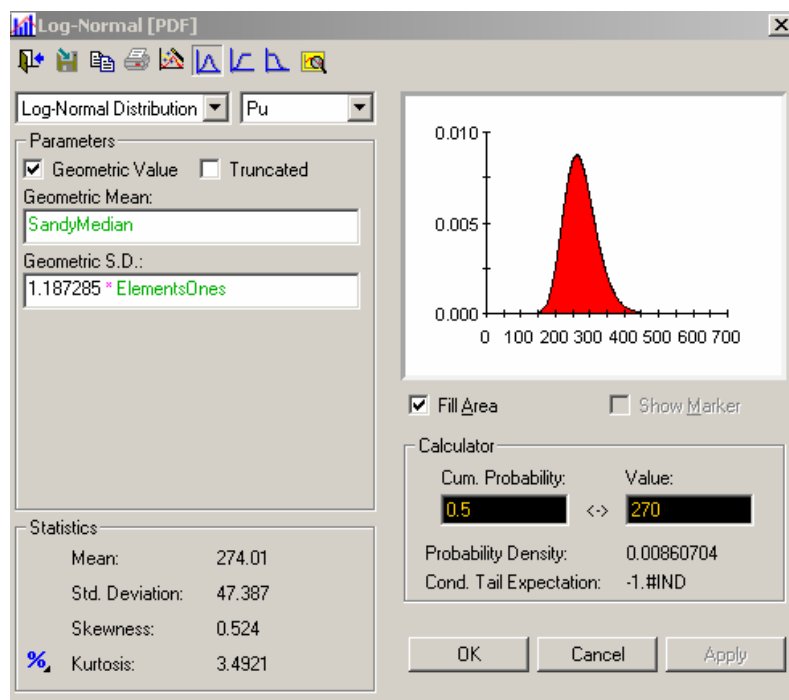 Log-Normal [PDF]
Log-Normal Distribution Pu
Parameters
Geometric Value Truncated
Geometric Mean:
SandyMedian
Geometric S.D.:
1.187285 * ElementsOnes
Statistics
Mean: 274.01
Std. Deviation: 47.387
Skewness: 0.524
% Kurtosis: 3.4921
0.010
0.005
0.000
0 100 200 300 400 500 600 700
Fill Area Show Marker
Calculator
Cum. Probability: Value:
0.5 <-> 270
Probability Density: 0.00860704
Cond. Tail Expectation: -1.#IND
OK Cancel Apply